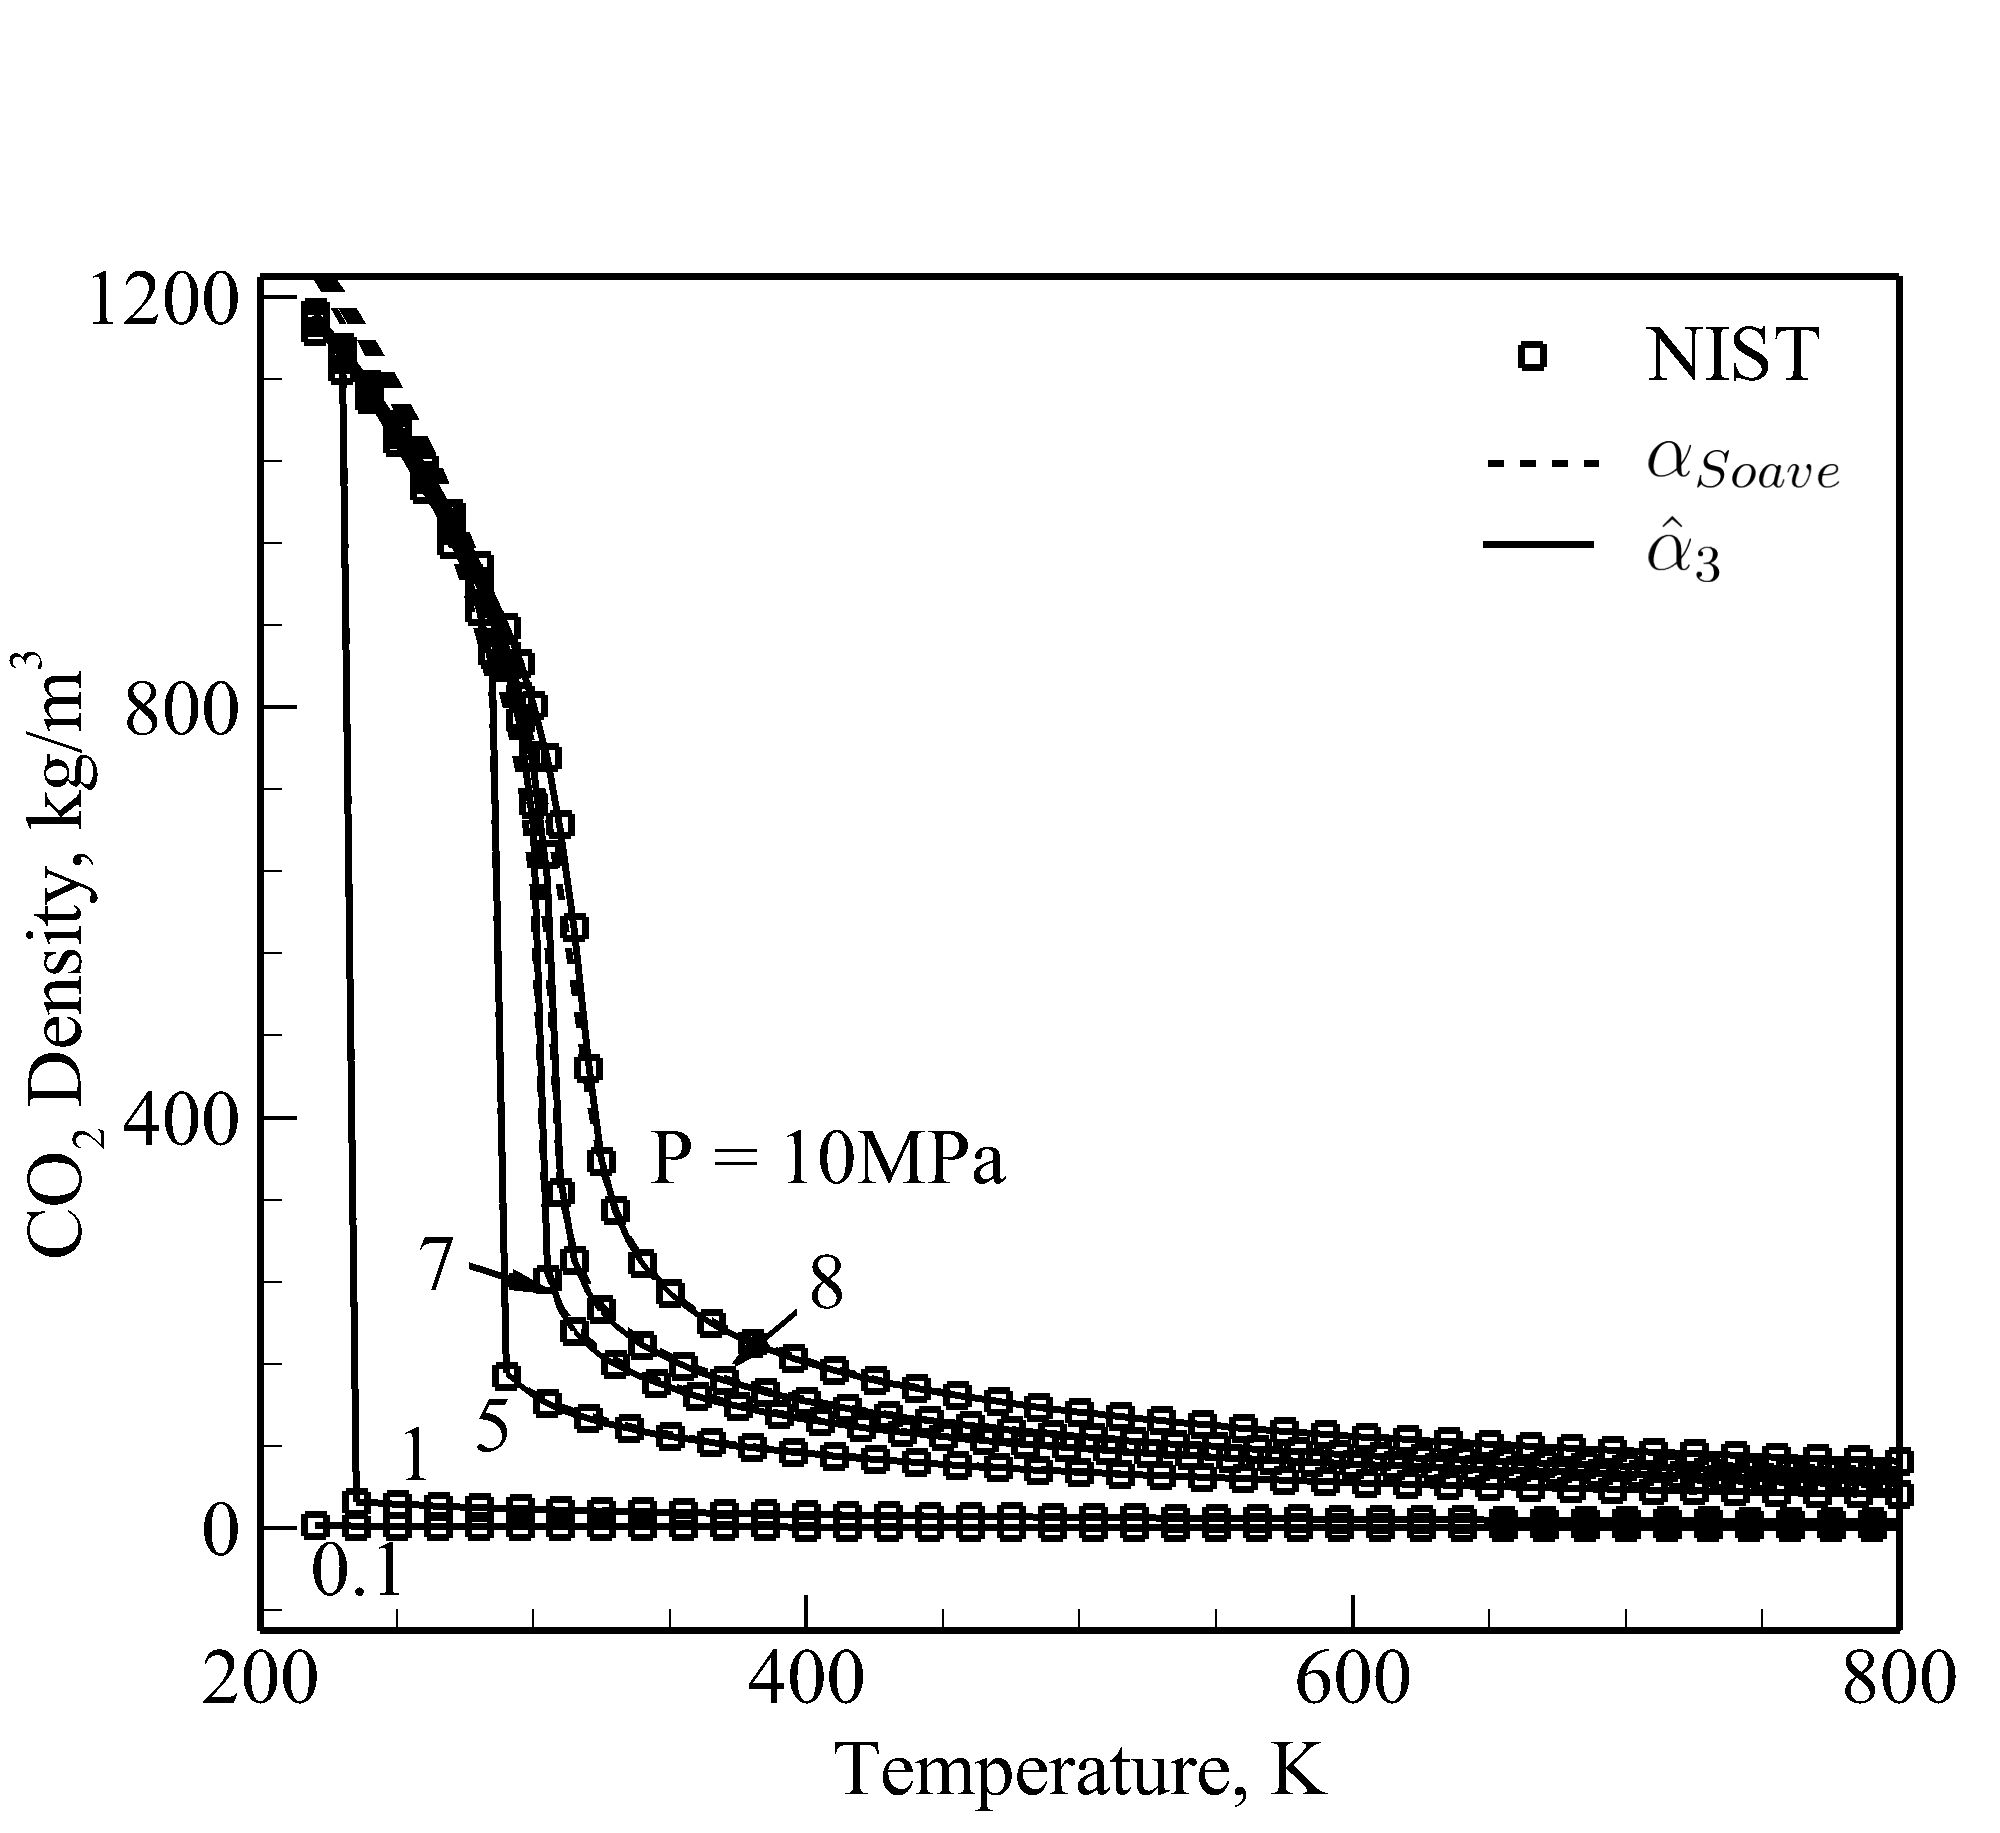 1200
800
400
0
CO₂ Density, kg/m³
NIST
α_Soave
α̂₃
P = 10MPa
7
8
5
1
0.1
200 400 600 800
Temperature, K